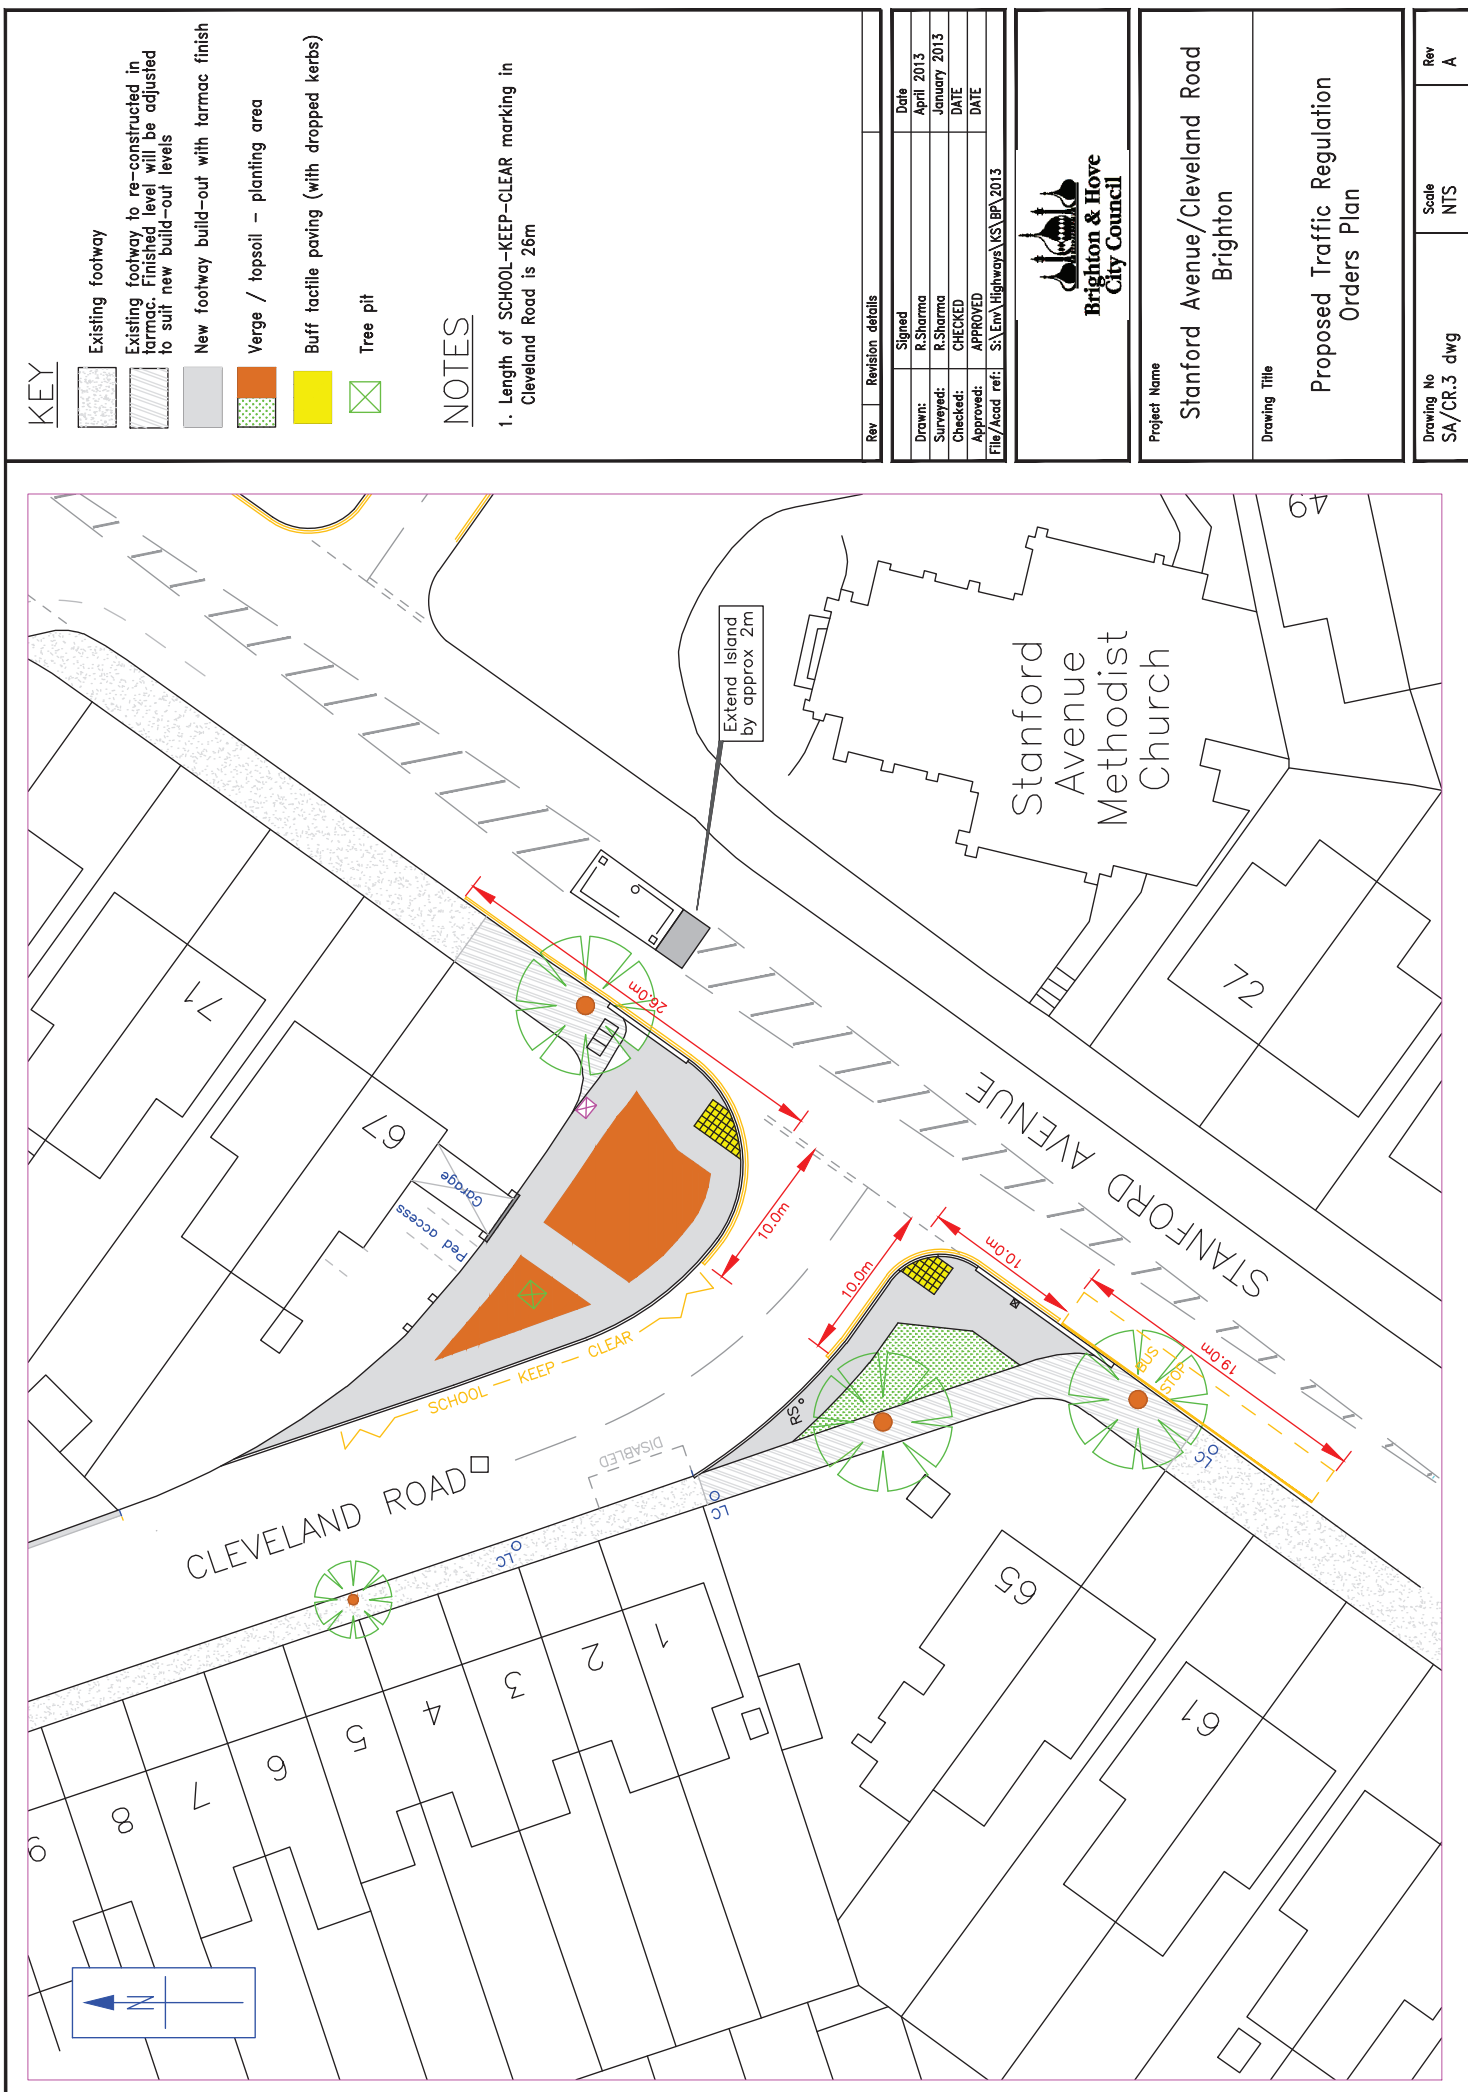 KEY
Existing footway
Existing footway to re-constructed in
tarmac. Finished level will be adjusted
to suit new build-out levels
New footway build-out with tarmac finish
Verge / topsoil - planting area
Buff tactile paving (with dropped kerbs)
Tree pit
NOTES
1. Length of SCHOOL-KEEP-CLEAR marking in
Cleveland Road is 26m
Rev Revision details
Signed Date
Drawn: R.Sharma April 2013
Surveyed: R.Sharma January 2013
Checked: CHECKED DATE
Approved: APPROVED DATE
File/Acad ref: S:\Env\Highways\KS\BP\2013
Brighton & Hove
City Council
Project Name
Stanford Avenue/Cleveland Road
Brighton
Drawing Title
Proposed Traffic Regulation
Orders Plan
Drawing No
SA/CR.3 dwg
Scale
NTS
Rev
A
N
Extend Island
by approx 2m
Stanford
Avenue
Methodist
Church
49
72
71
67
Garage
Ped access
26.0m
10.0m
10.0m
10.0m
19.0m
STANFORD AVENUE
SCHOOL KEEP CLEAR
CLEVELAND ROAD
DISABLED
BUS
STOP
RS
LC
LC
LC
65
61
1
2
3
4
5
6
7
8
9